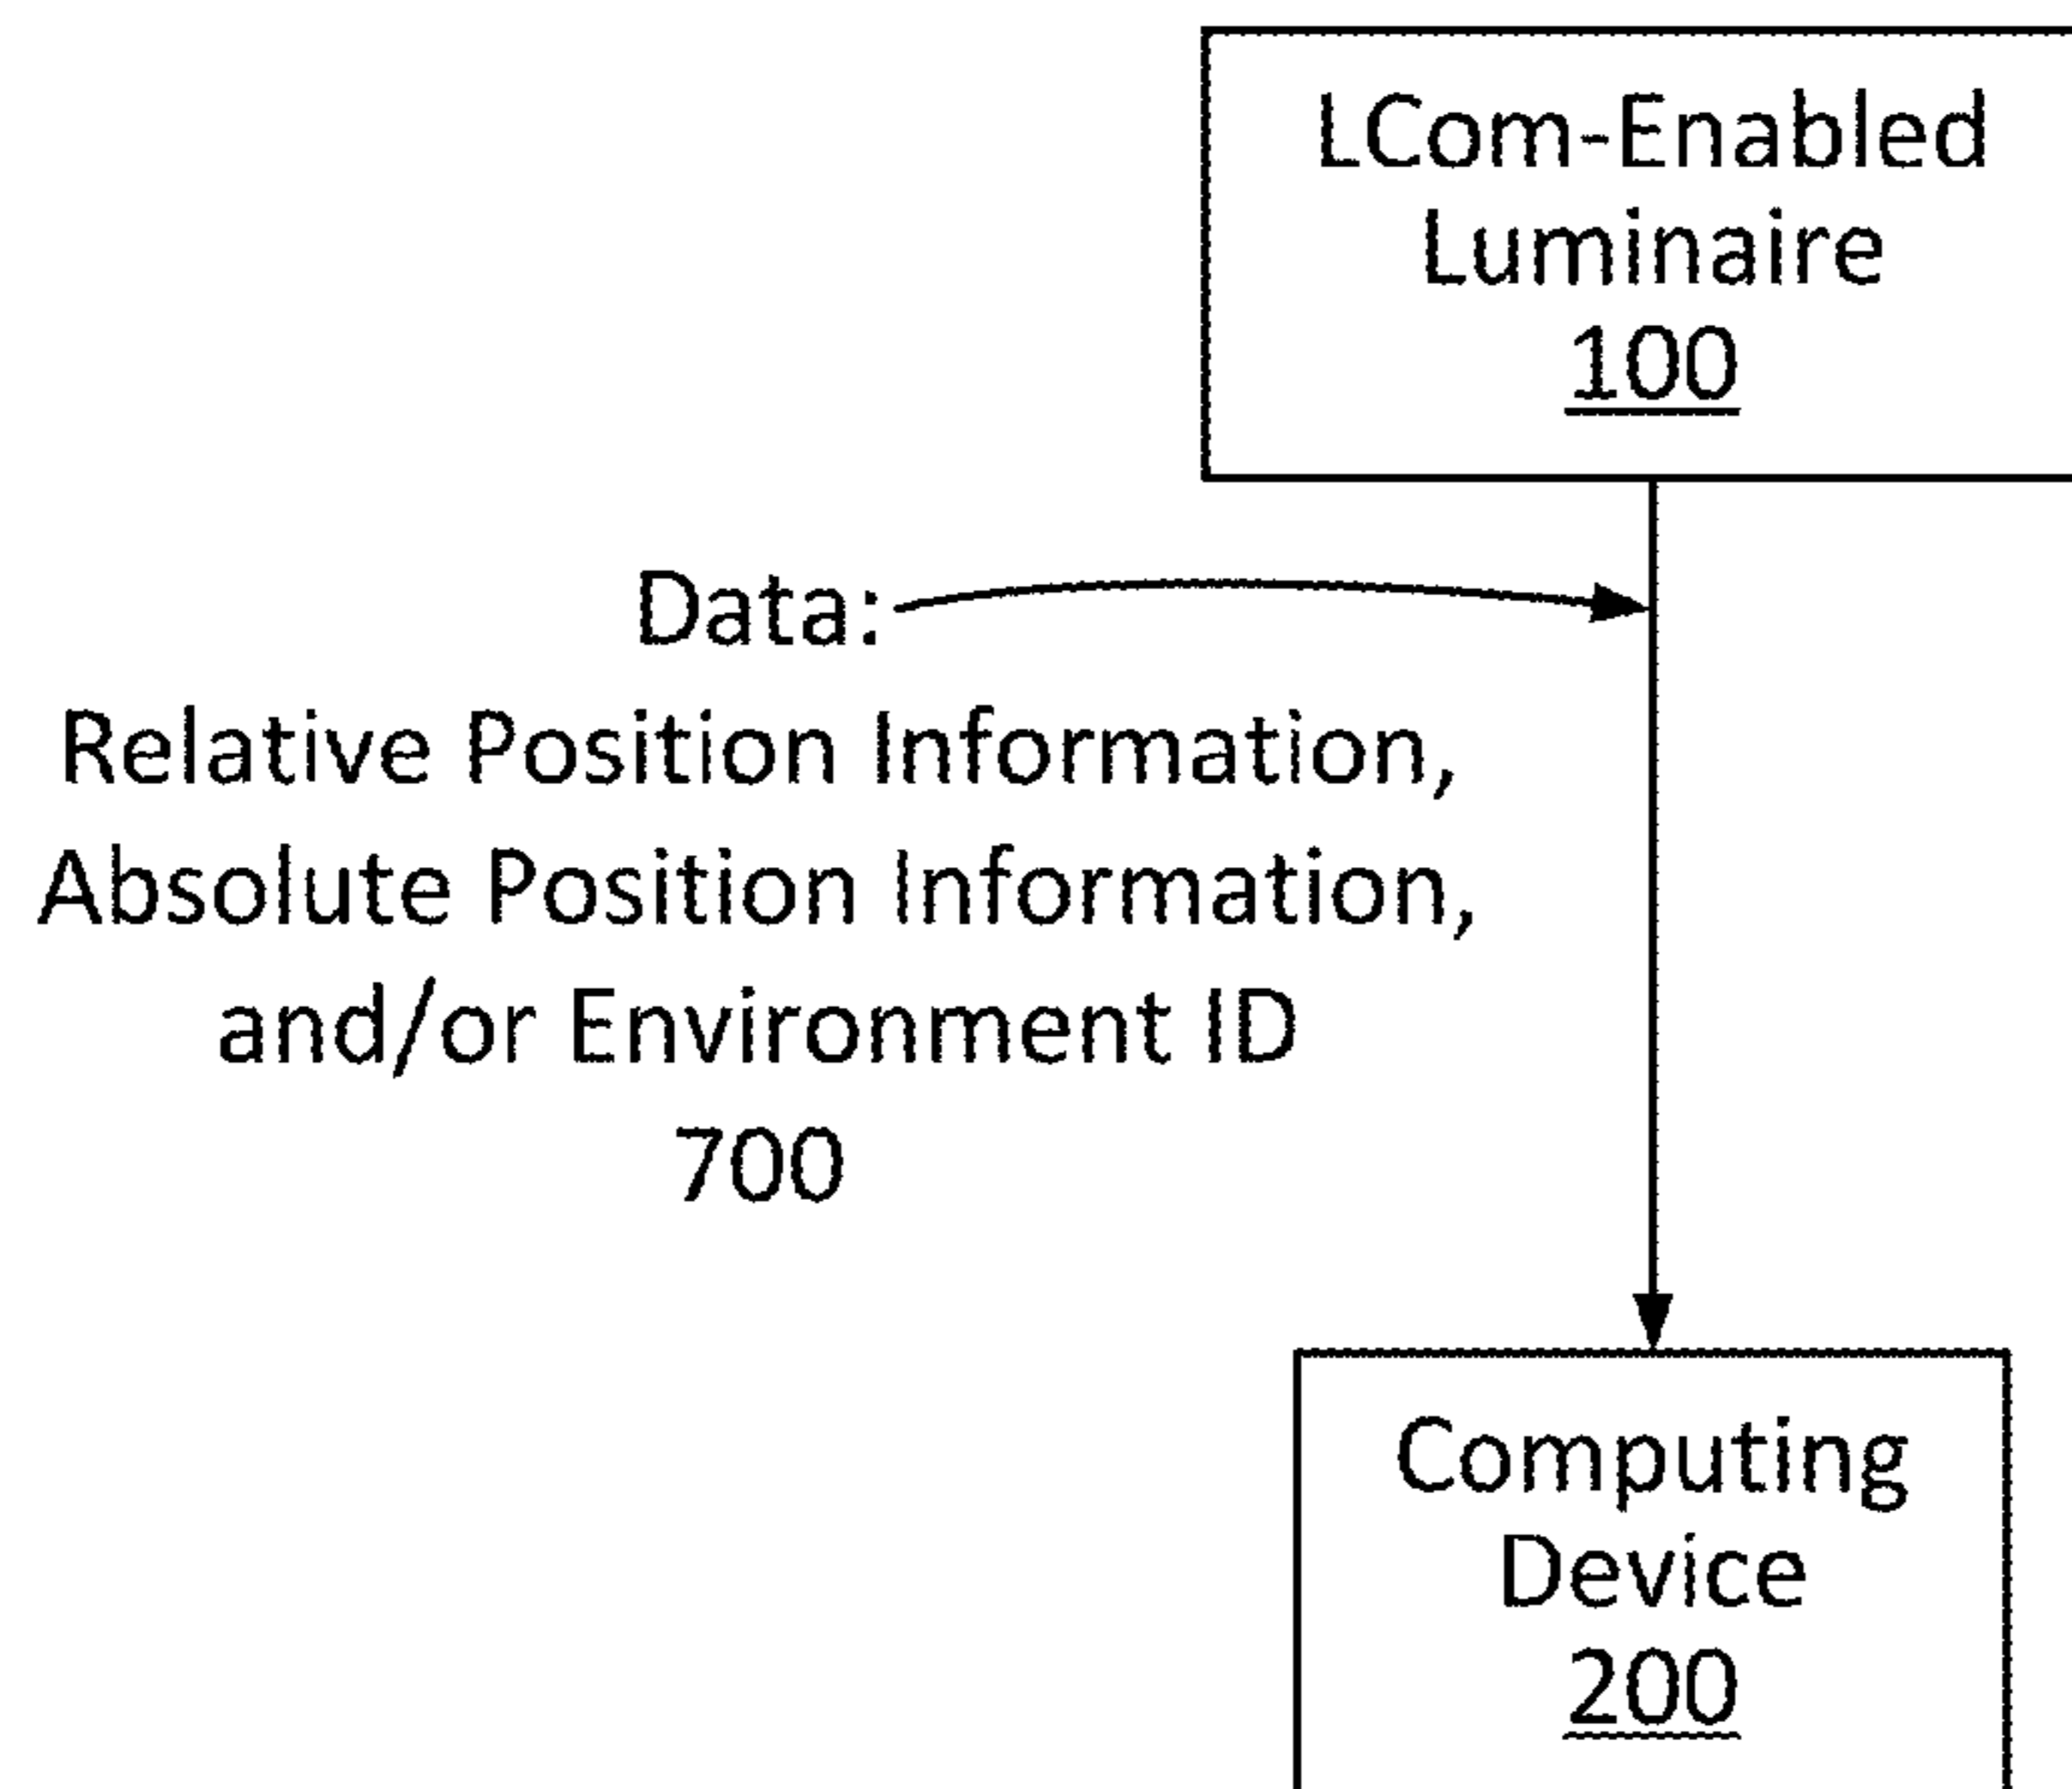 LCom-Enabled
Luminaire
100
Data:
Relative Position Information,
Absolute Position Information,
and/or Environment ID
700
Computing
Device
200